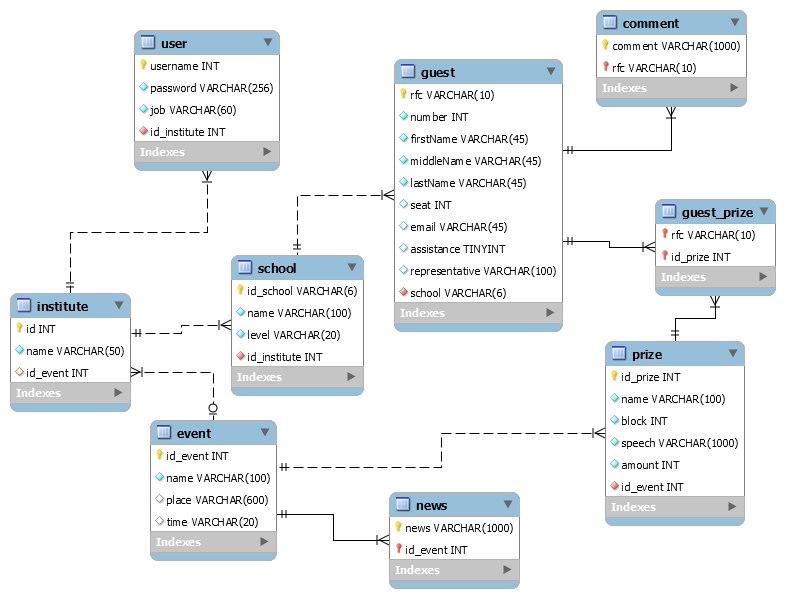 user
username INT
password VARCHAR(256)
job VARCHAR(60)
id_institute INT
Indexes
guest
rfc VARCHAR(10)
number INT
firstName VARCHAR(45)
middleName VARCHAR(45)
lastName VARCHAR(45)
seat INT
email VARCHAR(45)
assistance TINYINT
representative VARCHAR(100)
school VARCHAR(6)
Indexes
comment
comment VARCHAR(1000)
rfc VARCHAR(10)
Indexes
guest_prize
rfc VARCHAR(10)
id_prize INT
Indexes
school
id_school VARCHAR(6)
name VARCHAR(100)
level VARCHAR(20)
id_institute INT
Indexes
institute
id INT
name VARCHAR(50)
id_event INT
Indexes
prize
id_prize INT
name VARCHAR(100)
block INT
speech VARCHAR(1000)
amount INT
id_event INT
Indexes
event
id_event INT
name VARCHAR(100)
place VARCHAR(600)
time VARCHAR(20)
Indexes
news
news VARCHAR(1000)
id_event INT
Indexes